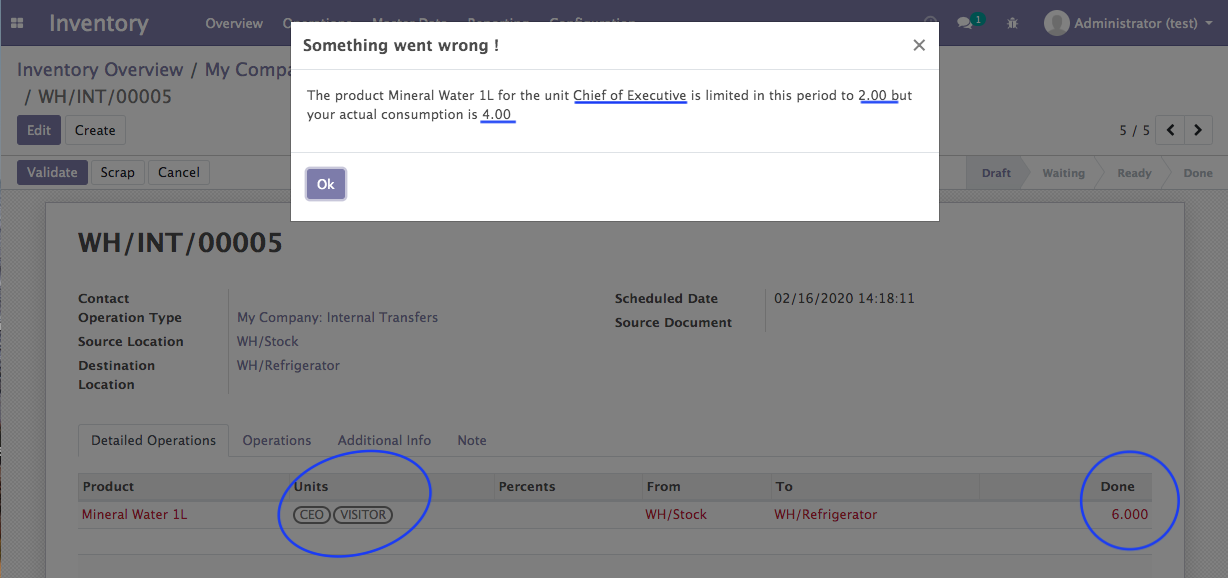 Inventory
Overview
Operations
Master Data
Reporting
Configuration
1
Administrator (test)
Inventory Overview / My Compa
/ WH/INT/00005
Something went wrong !
The product Mineral Water 1L for the unit Chief of Executive is limited in this period to 2.00 but
your actual consumption is 4.00
Ok
Edit
Create
5 / 5
Validate
Scrap
Cancel
Draft
Waiting
Ready
Done
WH/INT/00005
Contact
Operation Type
My Company: Internal Transfers
Source Location
WH/Stock
Destination
Location
WH/Refrigerator
Scheduled Date
02/16/2020 14:18:11
Source Document
Detailed Operations
Operations
Additional Info
Note
Product
Units
Percents
From
To
Done
Mineral Water 1L
CEO
VISITOR
WH/Stock
WH/Refrigerator
6.000